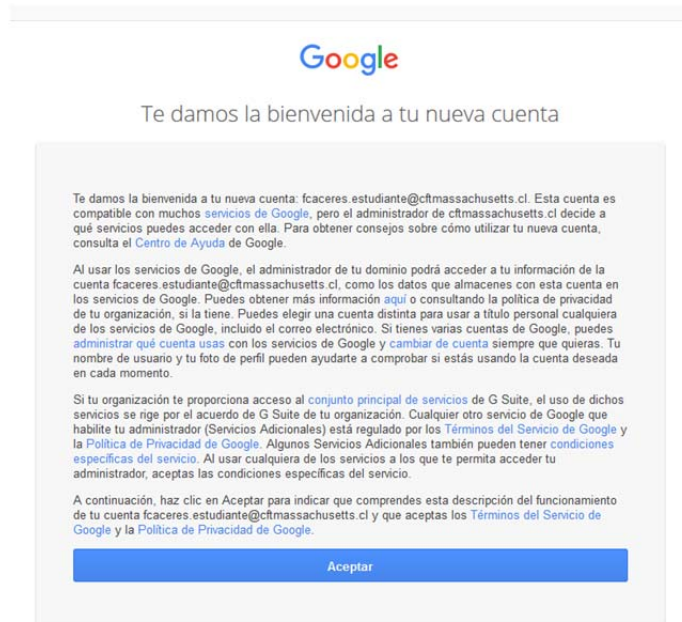 Google
Te damos la bienvenida a tu nueva cuenta
Te damos la bienvenida a tu nueva cuenta: fcaceres.estudiante@cftmassachusetts.cl. Esta cuenta es
compatible con muchos servicios de Google, pero el administrador de cftmassachusetts.cl decide a
qué servicios puedes acceder con ella. Para obtener consejos sobre cómo utilizar tu nueva cuenta,
consulta el Centro de Ayuda de Google.
Al usar los servicios de Google, el administrador de tu dominio podrá acceder a tu información de la
cuenta fcaceres.estudiante@cftmassachusetts.cl, como los datos que almacenes con esta cuenta en
los servicios de Google. Puedes obtener más información aquí o consultando la política de privacidad
de tu organización, si la tiene. Puedes elegir una cuenta distinta para usar a título personal cualquiera
de los servicios de Google, incluido el correo electrónico. Si tienes varias cuentas de Google, puedes
administrar qué cuenta usas con los servicios de Google y cambiar de cuenta siempre que quieras. Tu
nombre de usuario y tu foto de perfil pueden ayudarte a comprobar si estás usando la cuenta deseada
en cada momento.
Si tu organización te proporciona acceso al conjunto principal de servicios de G Suite, el uso de dichos
servicios se rige por el acuerdo de G Suite de tu organización. Cualquier otro servicio de Google que
habilite tu administrador (Servicios Adicionales) está regulado por los Términos del Servicio de Google y
la Política de Privacidad de Google. Algunos Servicios Adicionales también pueden tener condiciones
específicas del servicio. Al usar cualquiera de los servicios a los que te permita acceder tu
administrador, aceptas las condiciones específicas del servicio.
A continuación, haz clic en Aceptar para indicar que comprendes esta descripción del funcionamiento
de tu cuenta fcaceres.estudiante@cftmassachusetts.cl y que aceptas los Términos del Servicio de
Google y la Política de Privacidad de Google.
Aceptar